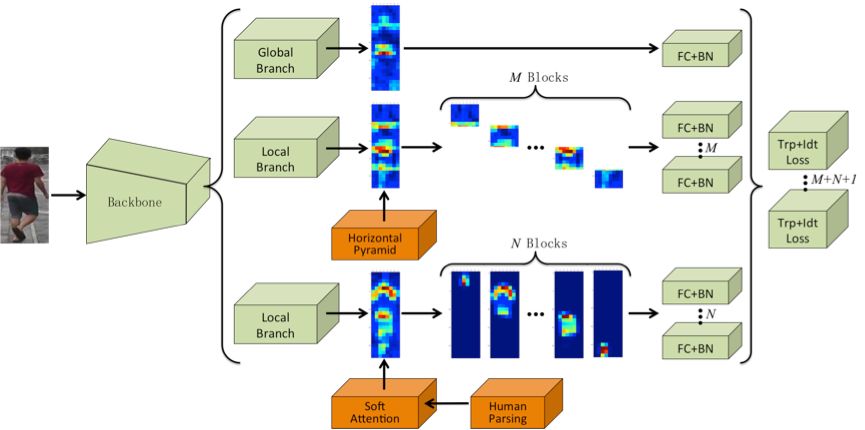 Global
Branch
FC+BN
M Blocks
Local
Branch
FC+BN
M
FC+BN
Backbone
Horizontal
Pyramid
Trp+Idt
Loss
M+N+1
Trp+Idt
Loss
N Blocks
Local
Branch
FC+BN
N
FC+BN
Soft
Attention
Human
Parsing